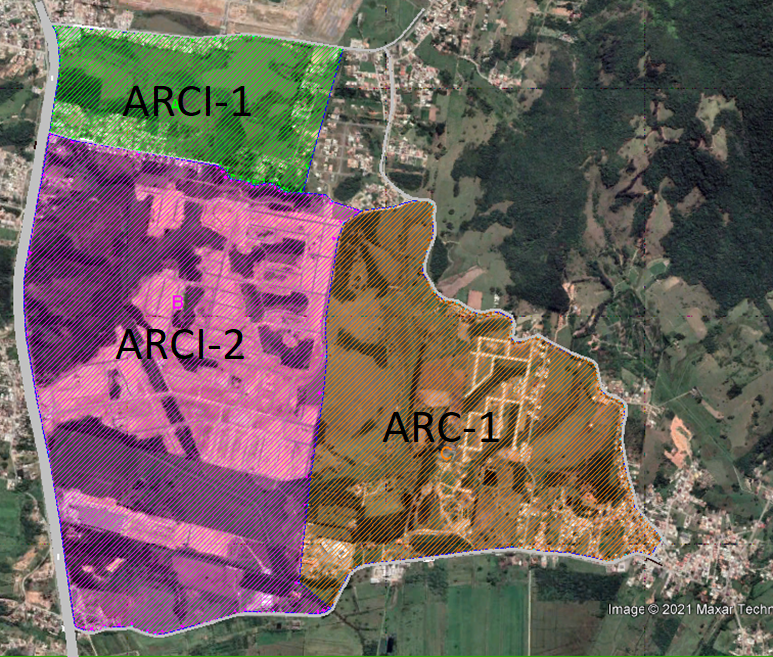 ARCI-1
B
ARCI-2
ARC-1
C
Image © 2021 Maxar Techn